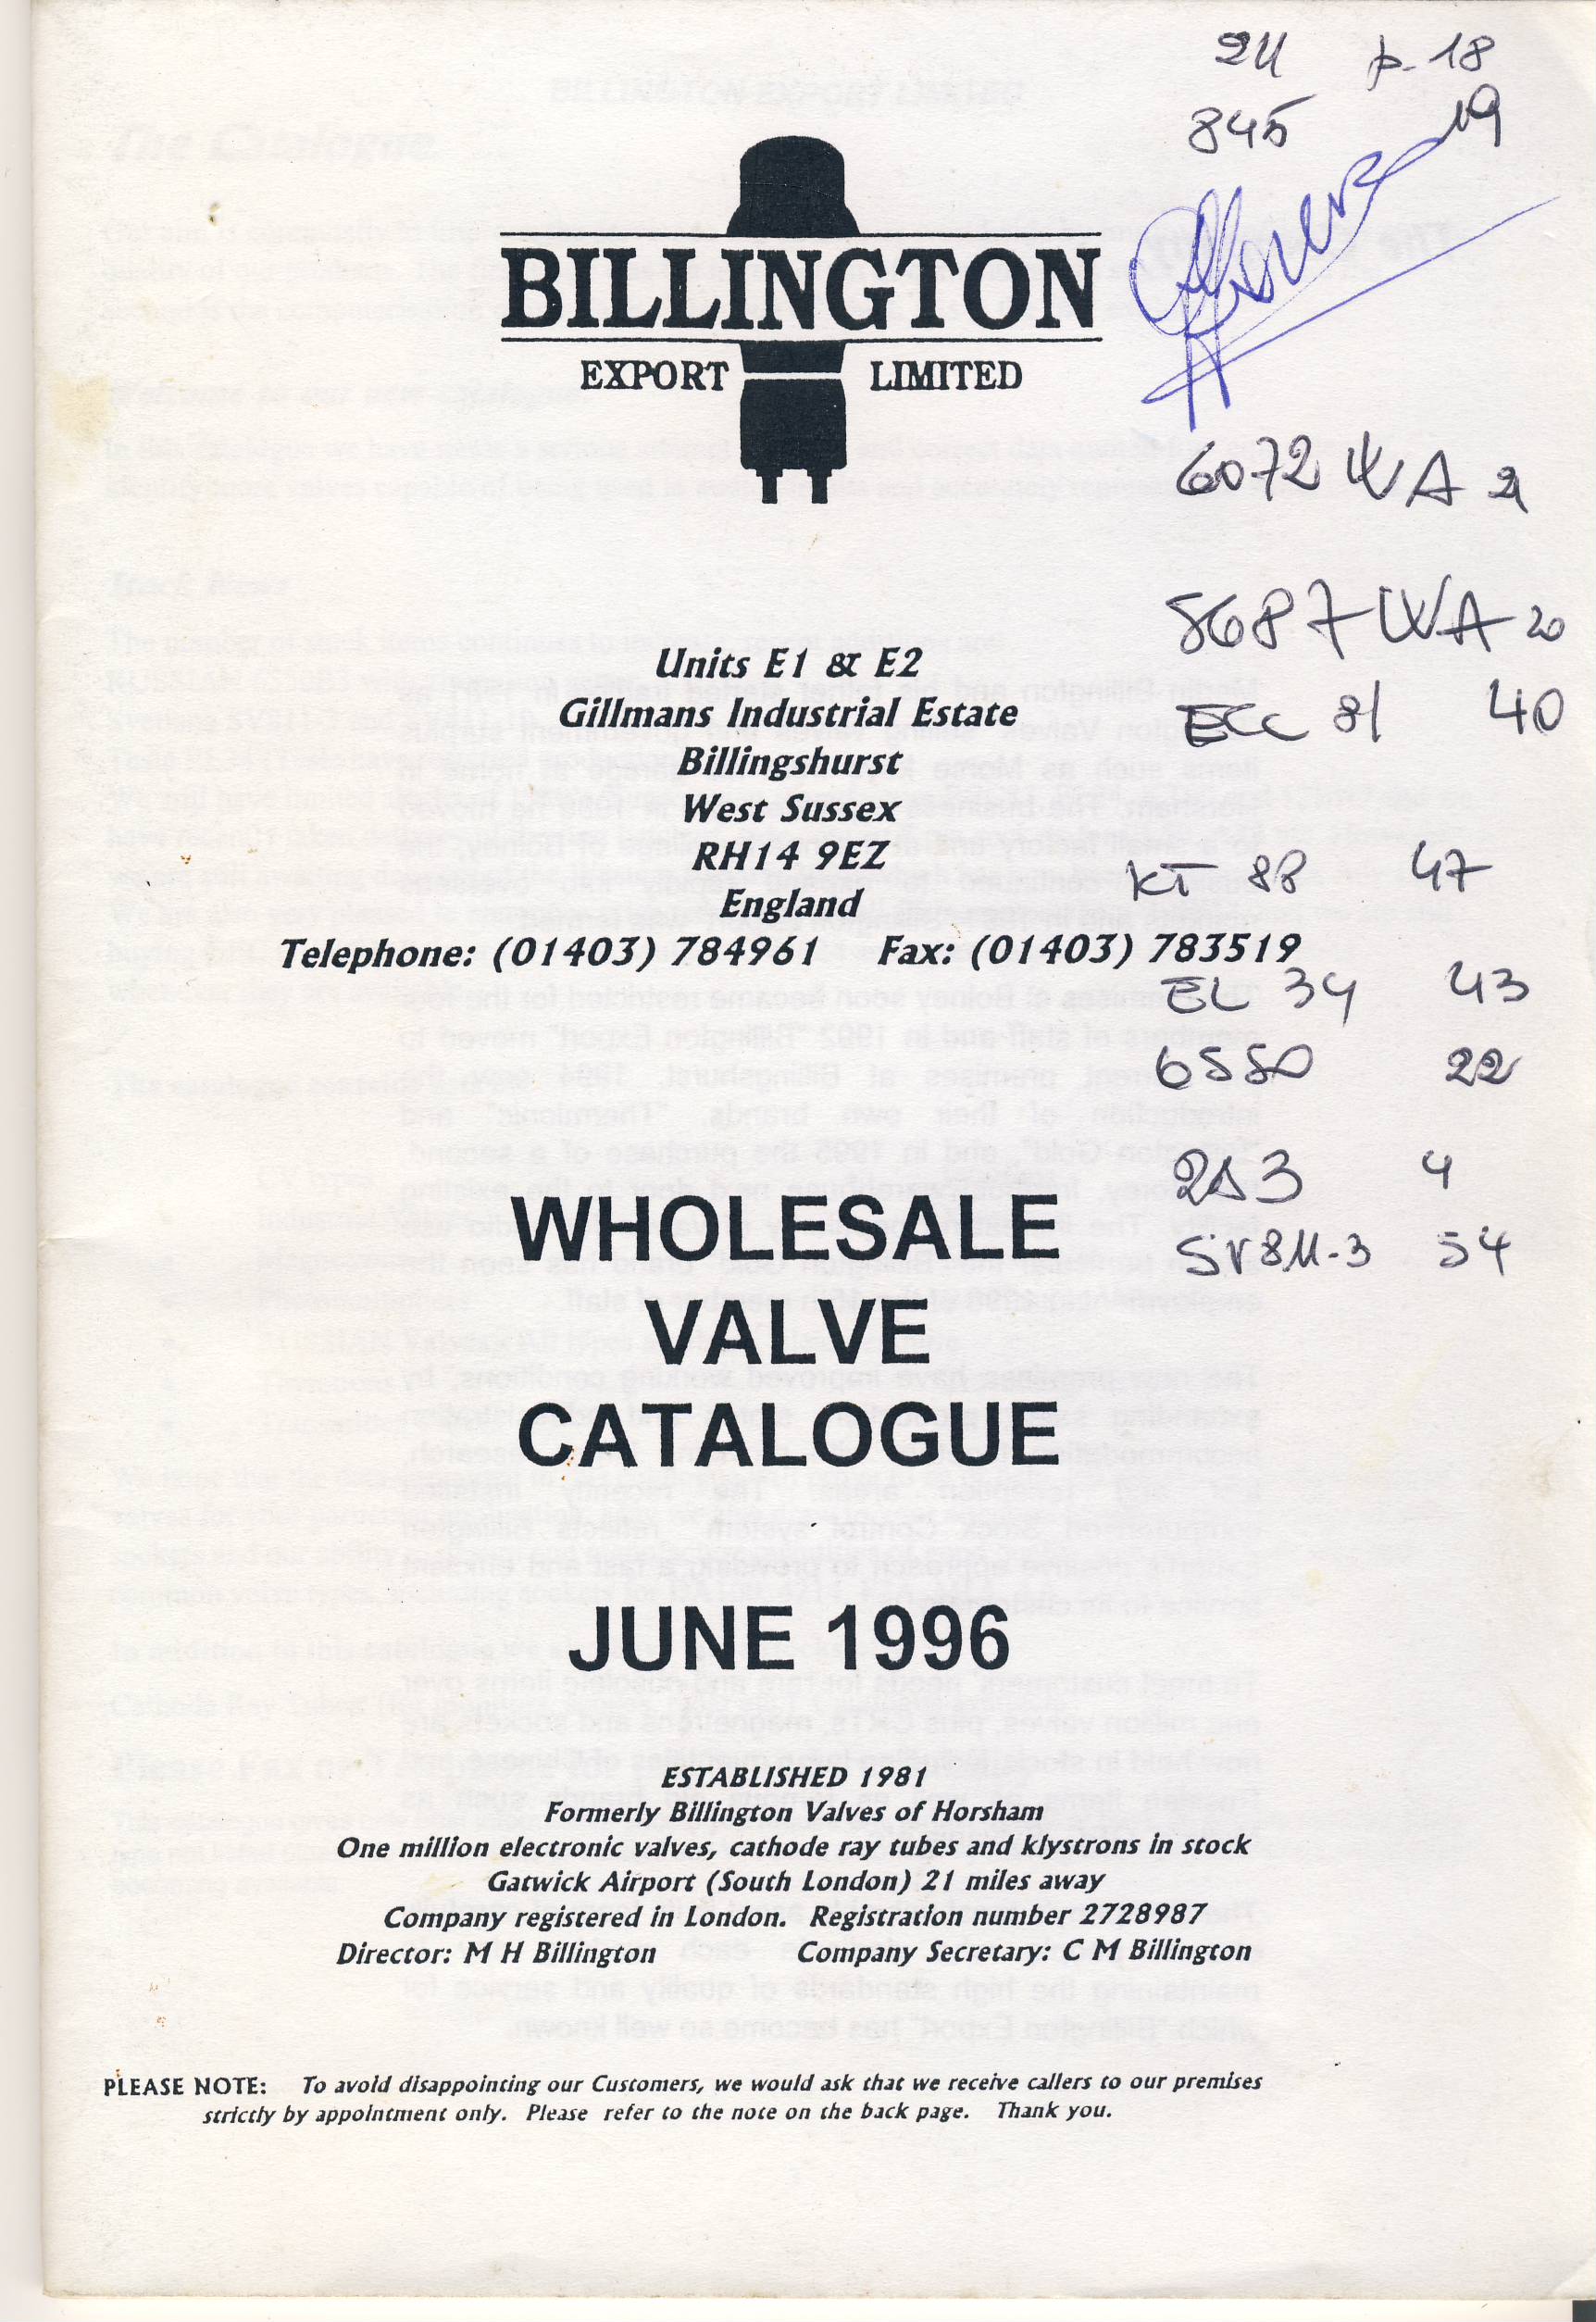 211 p. 18
845 19
BILLINGTON
EXPORT LIMITED
6072 WA
5687 WA 20
ECC 81 40
Units E1 & E2
Gillmans Industrial Estate
Billingshurst
West Sussex
RH14 9EZ
England
KT 88 47
Telephone: (01403) 784961 Fax: (01403) 783519
EL 34 43
6550 22
2A3 4
SV811-3 54
WHOLESALE
VALVE
CATALOGUE
JUNE 1996
ESTABLISHED 1981
Formerly Billington Valves of Horsham
One million electronic valves, cathode ray tubes and klystrons in stock
Gatwick Airport (South London) 21 miles away
Company registered in London. Registration number 2728987
Director: M H Billington Company Secretary: C M Billington
PLEASE NOTE: To avoid disappointing our Customers, we would ask that we receive callers to our premises
strictly by appointment only. Please refer to the note on the back page. Thank you.